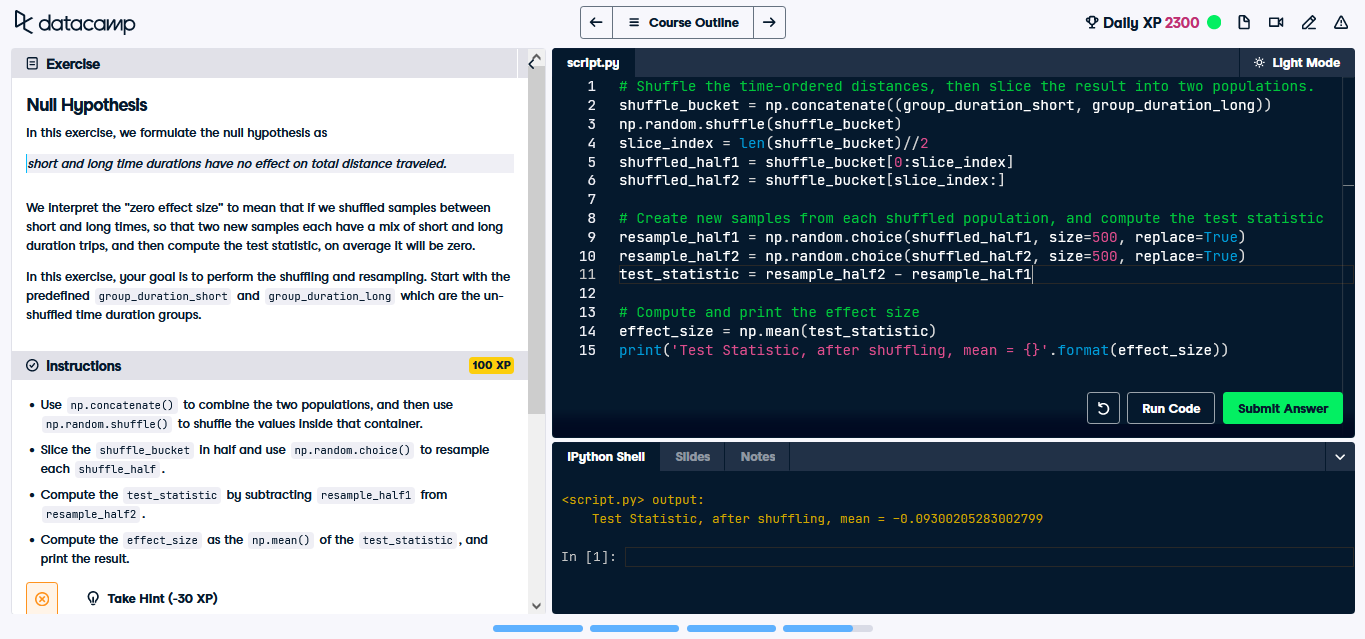 datacamp
Course Outline
Daily XP 2300
Exercise
Null Hypothesis
In this exercise, we formulate the null hypothesis as
short and long time durations have no effect on total distance traveled.
We interpret the "zero effect size" to mean that if we shuffled samples between
short and long times, so that two new samples each have a mix of short and long
duration trips, and then compute the test statistic, on average it will be zero.
In this exercise, your goal is to perform the shuffling and resampling. Start with the
predefined group_duration_short and group_duration_long which are the un-
shuffled time duration groups.
Instructions
100 XP
• Use np.concatenate() to combine the two populations, and then use
np.random.shuffle() to shuffle the values inside that container.
• Slice the shuffle_bucket in half and use np.random.choice() to resample
each shuffle_half .
• Compute the test_statistic by subtracting resample_half1 from
resample_half2 .
• Compute the effect_size as the np.mean() of the test_statistic , and
print the result.
Take Hint (-30 XP)
script.py
Light Mode
1 # Shuffle the time-ordered distances, then slice the result into two populations.
2 shuffle_bucket = np.concatenate((group_duration_short, group_duration_long))
3 np.random.shuffle(shuffle_bucket)
4 slice_index = len(shuffle_bucket)//2
5 shuffled_half1 = shuffle_bucket[0:slice_index]
6 shuffled_half2 = shuffle_bucket[slice_index:]
7
8 # Create new samples from each shuffled population, and compute the test statistic
9 resample_half1 = np.random.choice(shuffled_half1, size=500, replace=True)
10 resample_half2 = np.random.choice(shuffled_half2, size=500, replace=True)
11 test_statistic = resample_half2 - resample_half1
12
13 # Compute and print the effect size
14 effect_size = np.mean(test_statistic)
15 print('Test Statistic, after shuffling, mean = {}'.format(effect_size))
Run Code
Submit Answer
IPython Shell
Slides
Notes
<script.py> output:
Test Statistic, after shuffling, mean = -0.09300205283002799
In [1]: